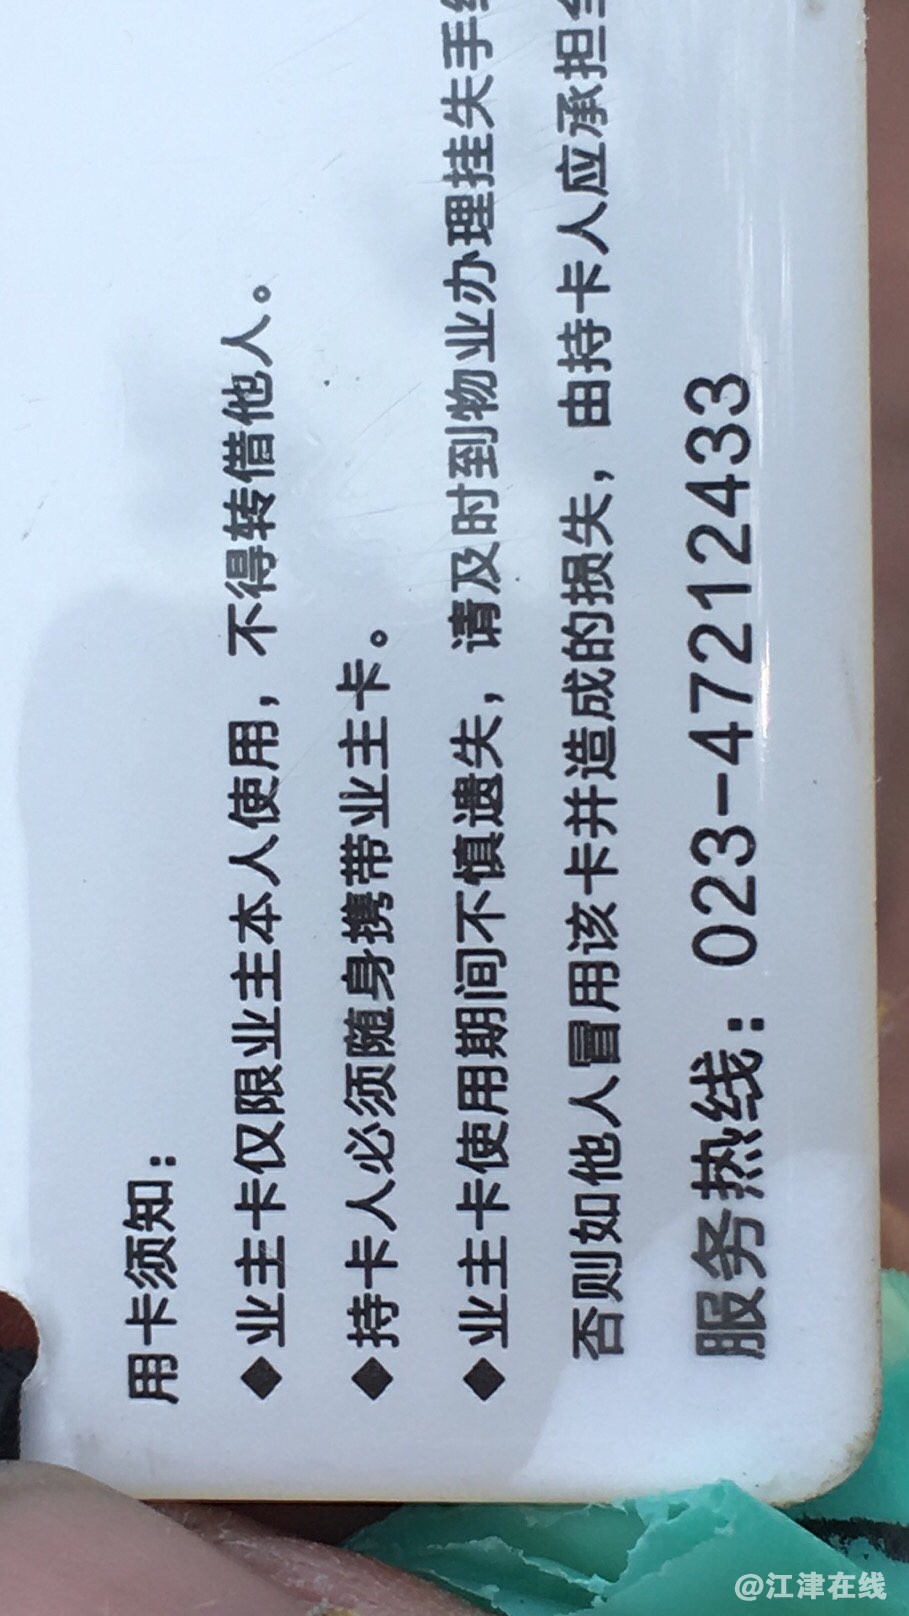 用卡须知：
◆业主卡仅限业主本人使用，不得转借他人。
◆持卡人必须随身携带业主卡。
◆业主卡使用期间不慎遗失，请及时到物业办理挂失手
否则如他人冒用该卡并造成的损失，由持卡人应承担
服务热线：023-47212433
@江津在线